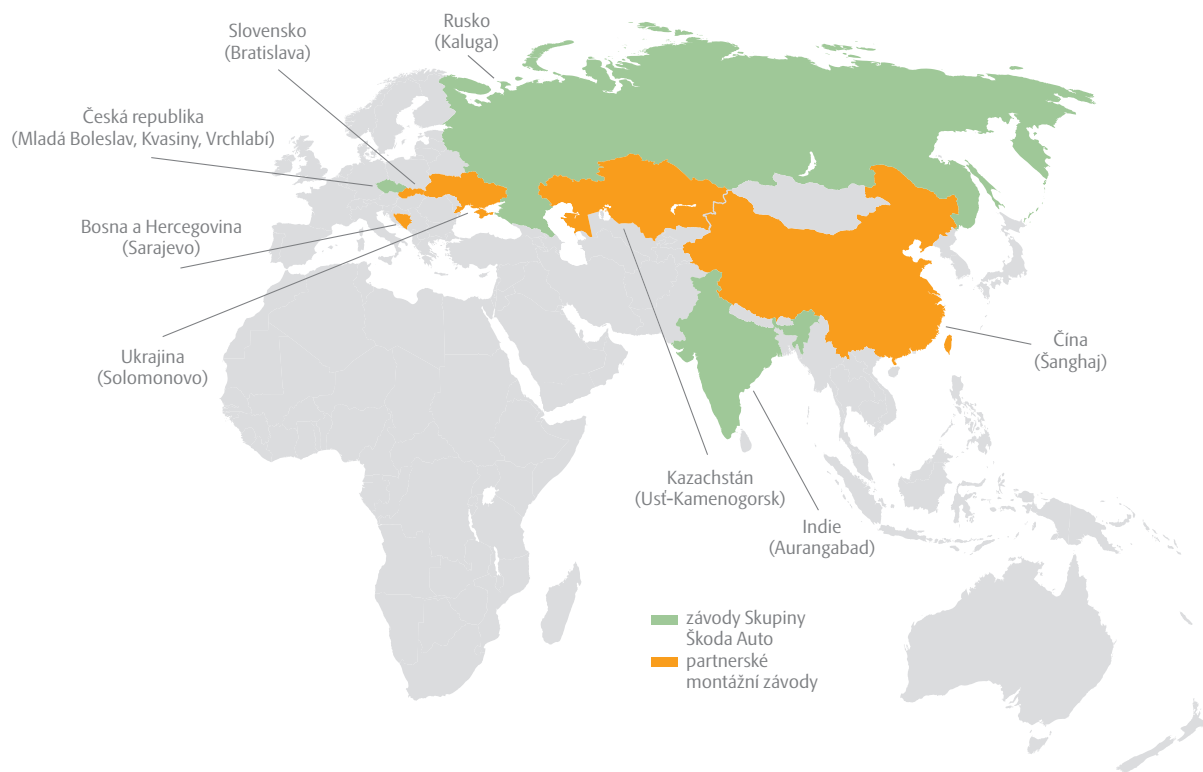 Rusko
(Kaluga)
Slovensko
(Bratislava)
Česká republika
(Mladá Boleslav, Kvasiny, Vrchlabí)
Bosna a Hercegovina
(Sarajevo)
Ukrajina
(Solomonovo)
Čína
(Šanghaj)
Kazachstán
(Usť-Kamenogorsk)
Indie
(Aurangabad)
závody Skupiny
Škoda Auto
partnerské
montážní závody